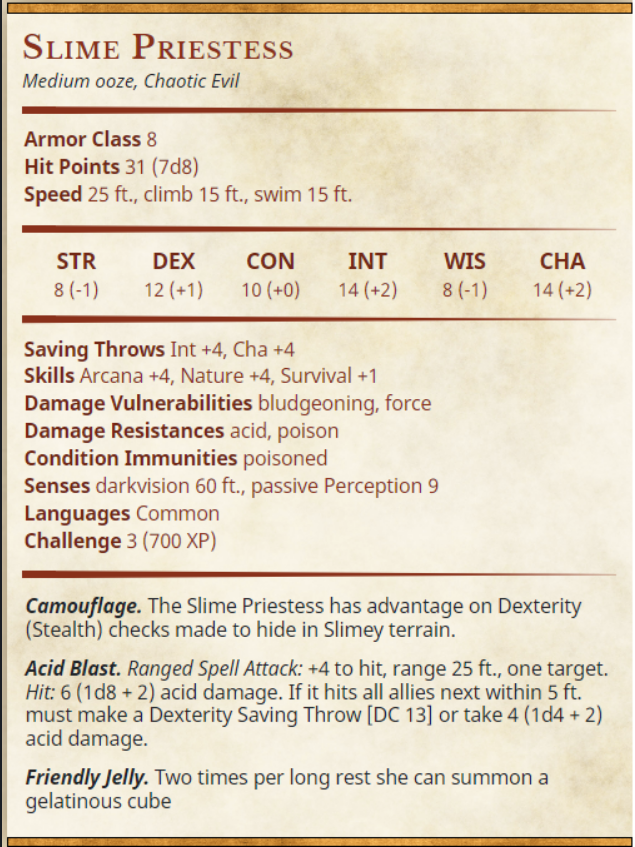 Slime Priestess
Medium ooze, Chaotic Evil
Armor Class 8
Hit Points 31 (7d8)
Speed 25 ft., climb 15 ft., swim 15 ft.
STR DEX CON INT WIS CHA
8 (-1) 12 (+1) 10 (+0) 14 (+2) 8 (-1) 14 (+2)
Saving Throws Int +4, Cha +4
Skills Arcana +4, Nature +4, Survival +1
Damage Vulnerabilities bludgeoning, force
Damage Resistances acid, poison
Condition Immunities poisoned
Senses darkvision 60 ft., passive Perception 9
Languages Common
Challenge 3 (700 XP)
Camouflage. The Slime Priestess has advantage on Dexterity
(Stealth) checks made to hide in Slimey terrain.
Acid Blast. Ranged Spell Attack: +4 to hit, range 25 ft., one target.
Hit: 6 (1d8 + 2) acid damage. If it hits all allies next within 5 ft.
must make a Dexterity Saving Throw [DC 13] or take 4 (1d4 + 2)
acid damage.
Friendly Jelly. Two times per long rest she can summon a
gelatinous cube